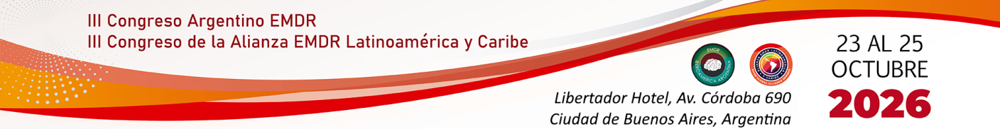 III Congreso Argentino EMDR
III Congreso de la Alianza EMDR Latinoamérica y Caribe
EMDR
IBEROAMÉRICA ARGENTINA
Libertador Hotel, Av. Córdoba 690
Ciudad de Buenos Aires, Argentina
23 AL 25
OCTUBRE
2026